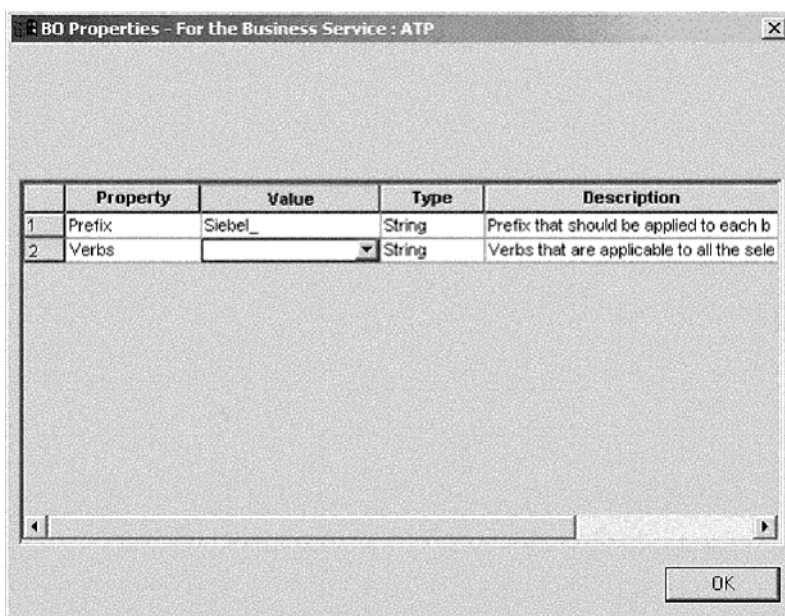 BO Properties - For the Business Service : ATP
Property Value Type Description
1 Prefix Siebel_ String Prefix that should be applied to each b
2 Verbs String Verbs that are applicable to all the sele
OK